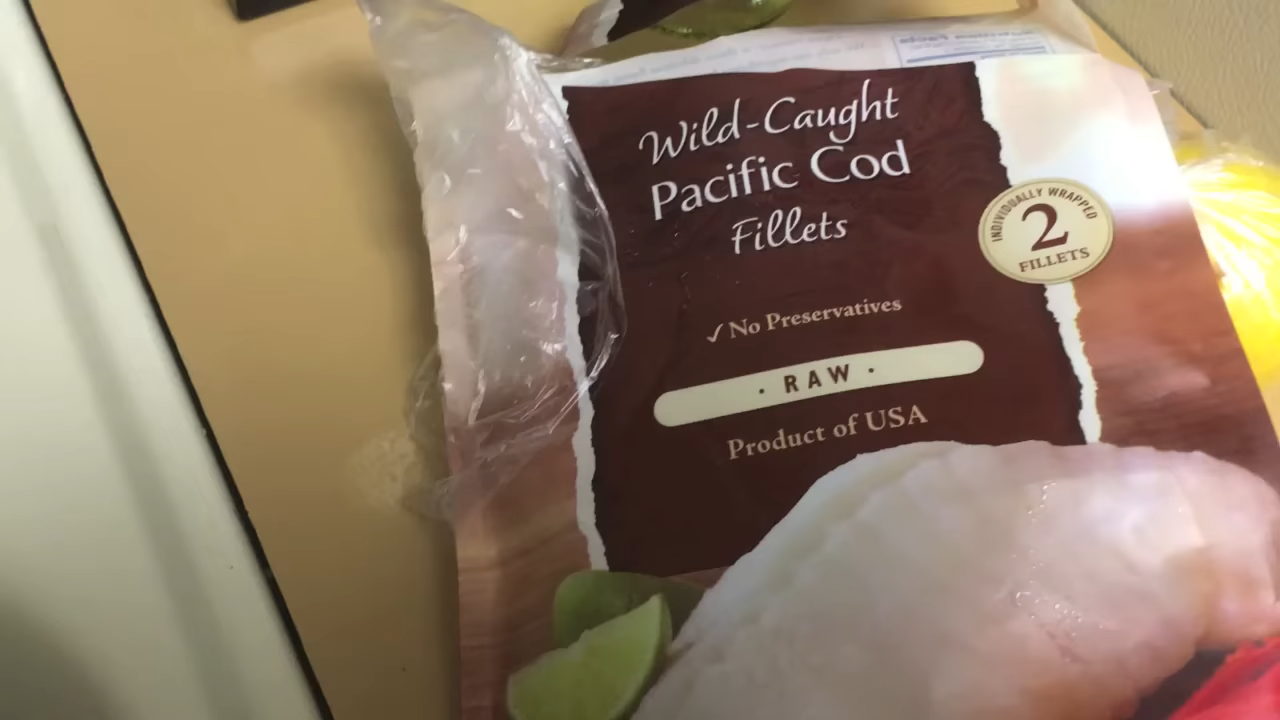 Wild-Caught
Pacific Cod
Fillets
INDIVIDUALLY WRAPPED
2
FILLETS
✓ No Preservatives
· RAW ·
Product of USA